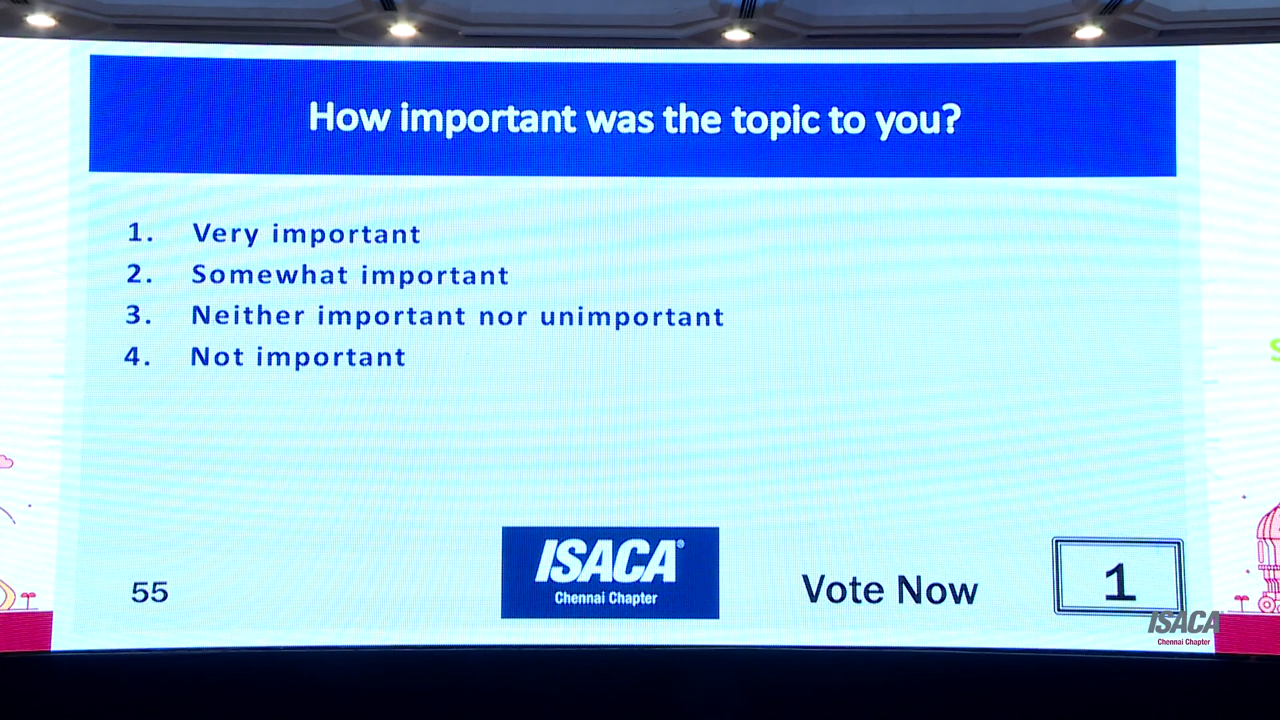 How important was the topic to you?
1. Very important
2. Somewhat important
3. Neither important nor unimportant
4. Not important
55
ISACA®
Chennai Chapter
Vote Now
1
ISACA
Chennai Chapter